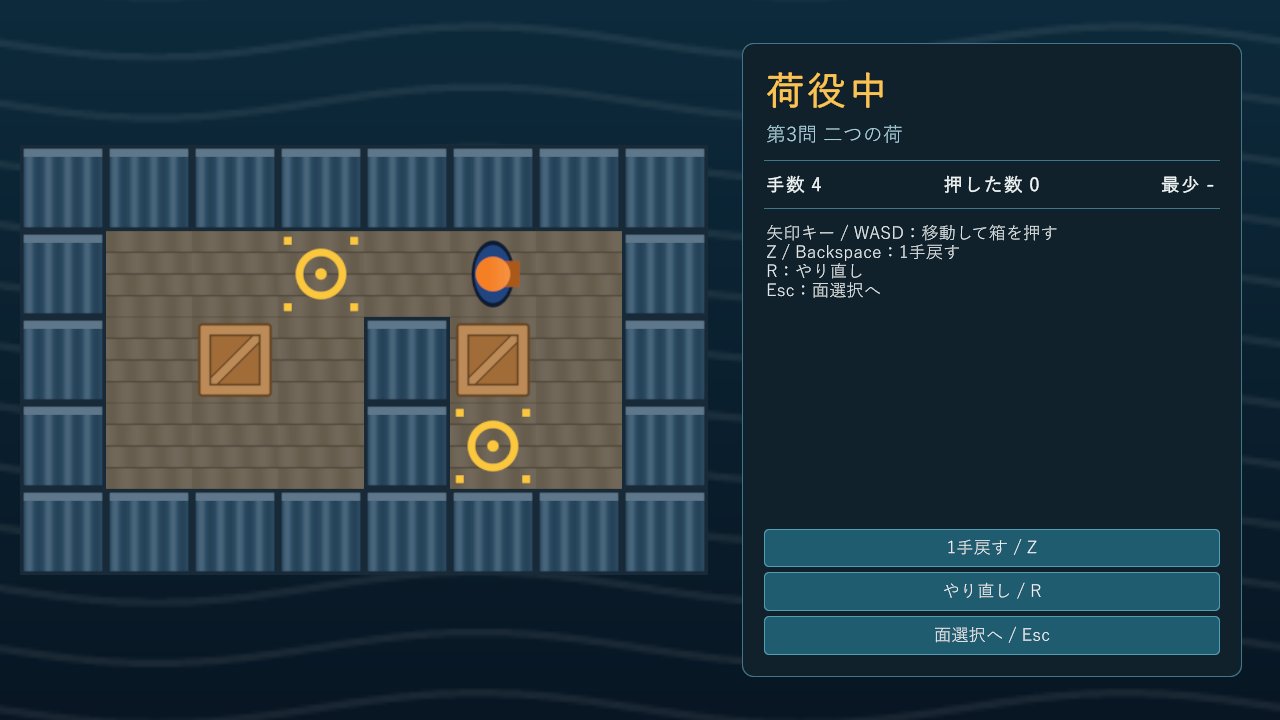 荷役中
第3問 二つの荷
手数 4 押した数 0 最少 -
矢印キー / WASD：移動して箱を押す
Z / Backspace：1手戻す
R：やり直し
Esc：面選択へ
1手戻す / Z
やり直し / R
面選択へ / Esc